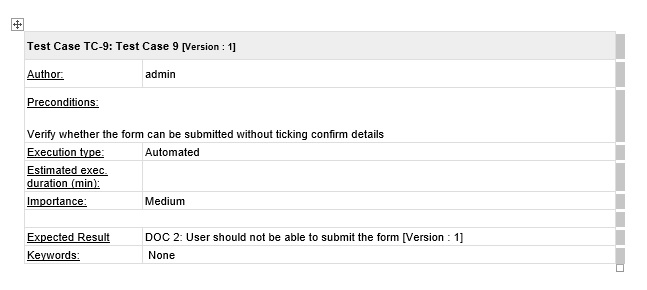 Test Case TC-9: Test Case 9 [Version : 1]
Author: admin
Preconditions:
Verify whether the form can be submitted without ticking confirm details
Execution type: Automated
Estimated exec.
duration (min):
Importance: Medium
Expected Result DOC 2: User should not be able to submit the form [Version : 1]
Keywords: None